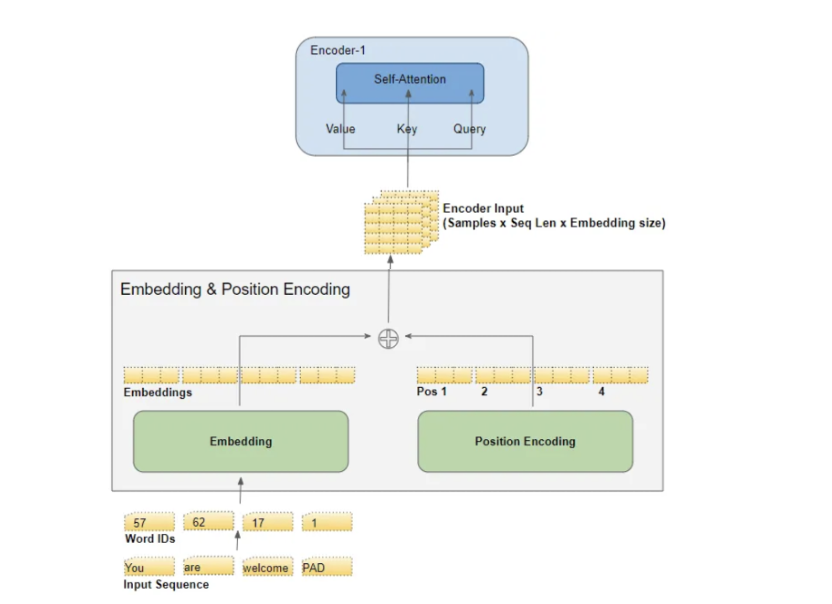 Encoder-1
Self-Attention
Value Key Query
Encoder Input
(Samples x Seq Len x Embedding size)
Embedding & Position Encoding
Embeddings
Pos 1 2 3 4
Embedding
Position Encoding
57 62 17 1
Word IDs
You are welcome PAD
Input Sequence